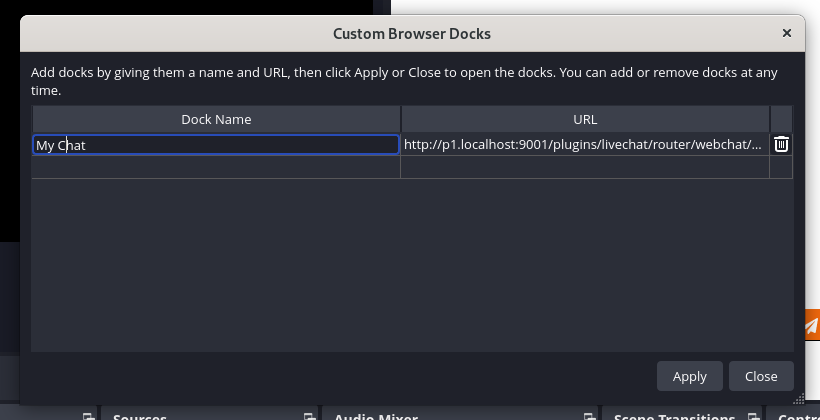 Custom Browser Docks
Add docks by giving them a name and URL, then click Apply or Close to open the docks. You can add or remove docks at any
time.
Dock Name URL
My Chat http://p1.localhost:9001/plugins/livechat/router/webchat/...
Apply Close
Sources Audio Mixer Scene Transitions Contr